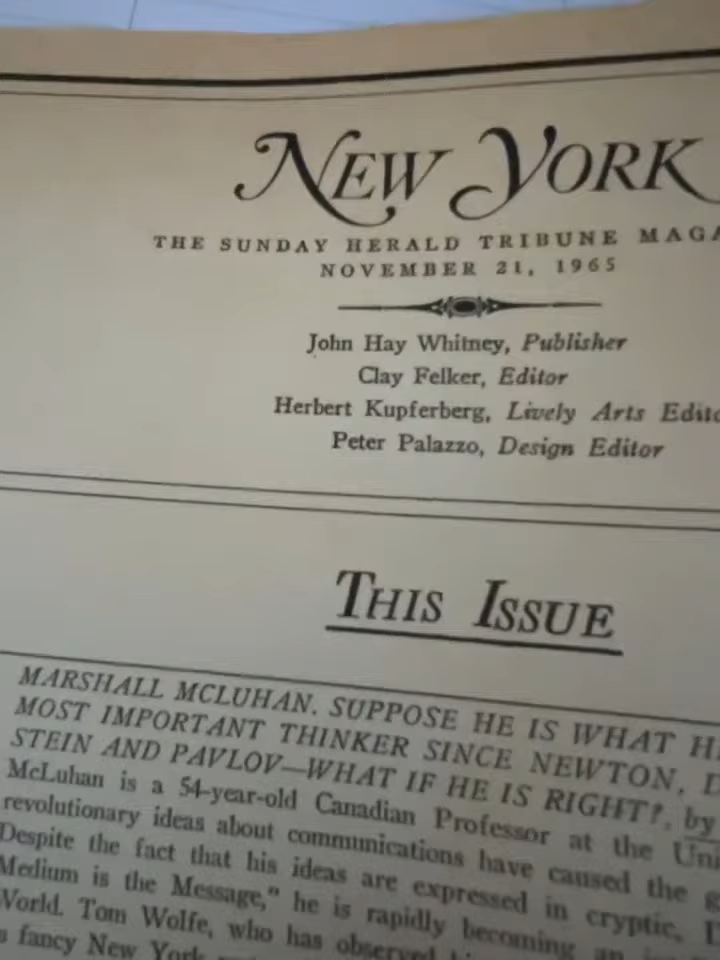 NEW YORK
THE SUNDAY HERALD TRIBUNE
NOVEMBER 21, 1965
John Hay Whitney, Publisher
Clay Felker, Editor
Herbert Kupferberg, Lively Arts
Peter Palazzo, Design Editor
THIS ISSUE
MARSHALL MCLUHAN. SUPPOSE HE IS WHAT
MOST IMPORTANT THINKER SINCE NEWTON,
STEIN AND PAVLOV—WHAT IF HE IS RIGHT?, by
McLuhan is a 54-year-old Canadian Professor at the
revolutionary ideas about communications have caused the
Despite the fact that his ideas are expressed in cryptic,
Medium is the Message," he is rapidly becoming an
World. Tom Wolfe, who has observed
fancy New York